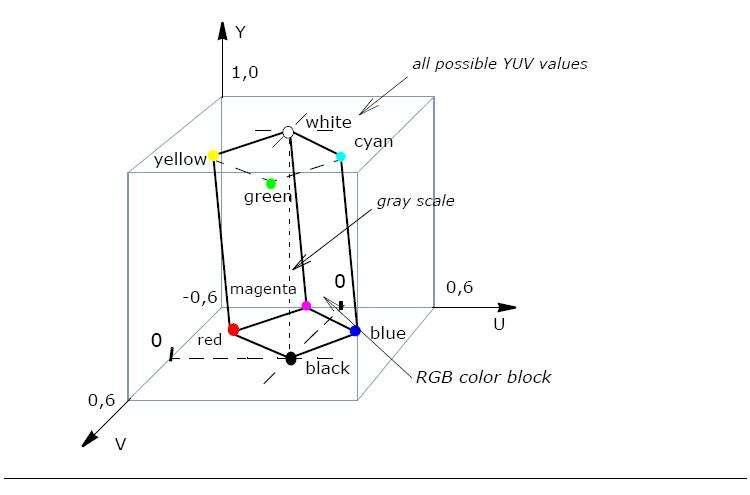 Y
1,0
all possible YUV values
white
cyan
yellow
green
gray scale
magenta
0
-0,6
0,6
U
0
red
blue
black
RGB color block
0,6
V